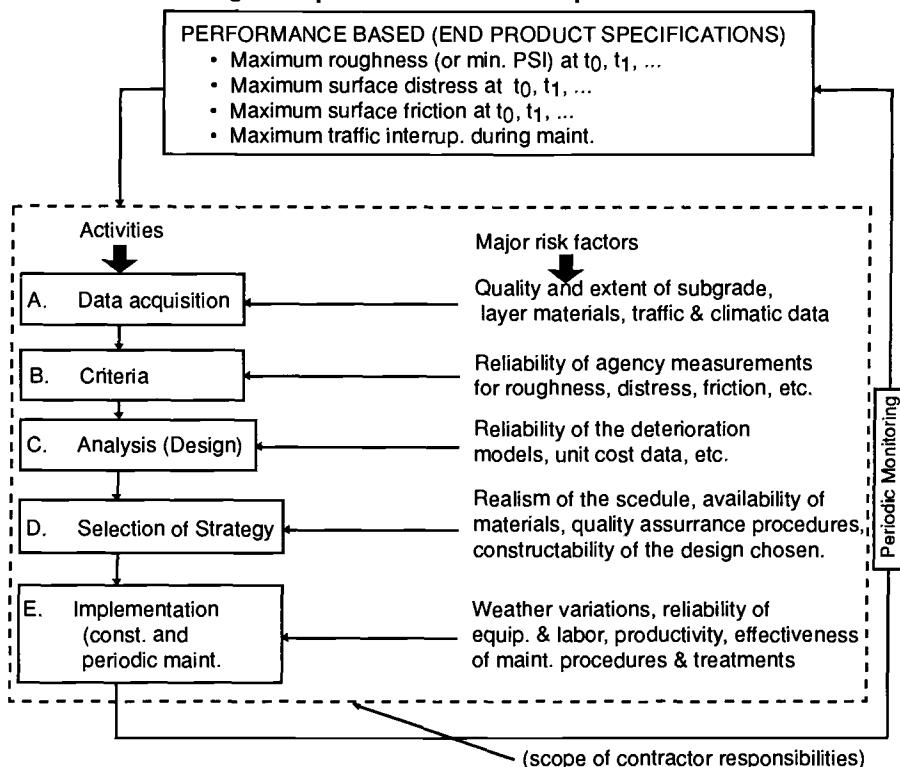 PERFORMANCE BASED (END PRODUCT SPECIFICATIONS)
• Maximum roughness (or min. PSI) at t0, t1, ...
• Maximum surface distress at t0, t1, ...
• Maximum surface friction at t0, t1, ...
• Maximum traffic interrup. during maint.
Activities
Major risk factors
A. Data acquisition
Quality and extent of subgrade,
layer materials, traffic & climatic data
B. Criteria
Reliability of agency measurements
for roughness, distress, friction, etc.
C. Analysis (Design)
Reliability of the deterioration
models, unit cost data, etc.
D. Selection of Strategy
Realism of the scedule, availability of
materials, quality assurrance procedures,
constructability of the design chosen.
E. Implementation
(const. and
periodic maint.
Weather variations, reliability of
equip. & labor, productivity, effectiveness
of maint. procedures & treatments
Periodic Monitoring
(scope of contractor responsibilities)